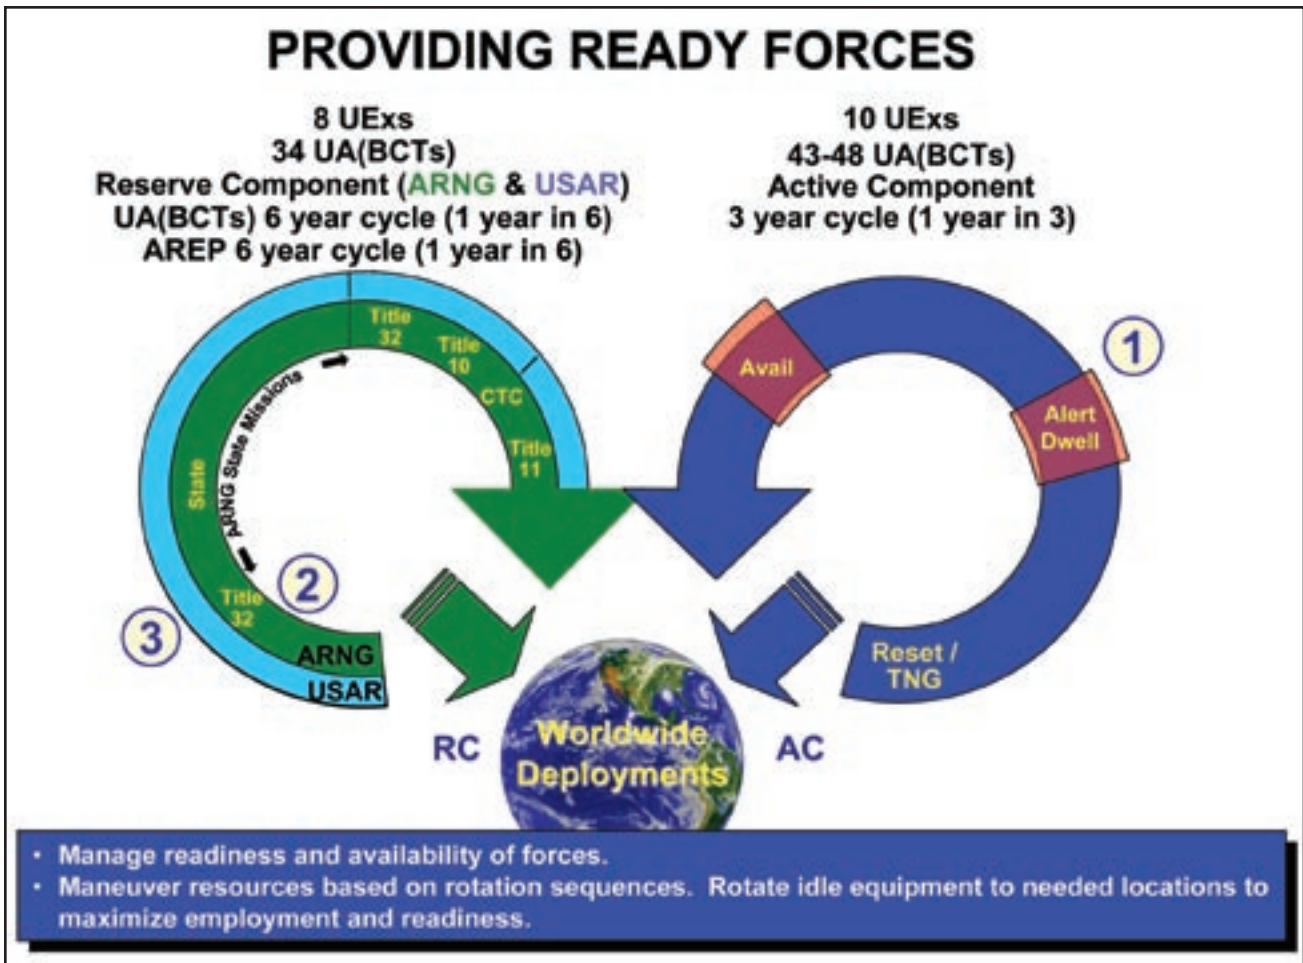 PROVIDING READY FORCES
8 UExs
34 UA(BCTs)
Reserve Component (ARNG & USAR)
UA(BCTs) 6 year cycle (1 year in 6)
AREP 6 year cycle (1 year in 6)
10 UExs
43-48 UA(BCTs)
Active Component
3 year cycle (1 year in 3)
Title
32
Title
10
CTC
Title
11
ARNG State Missions
State
Title
32
2
3
ARNG
USAR
Avail
1
Alert
Dwell
Reset /
TNG
RC
AC
Worldwide
Deployments
• Manage readiness and availability of forces.
• Maneuver resources based on rotation sequences. Rotate idle equipment to needed locations to
maximize employment and readiness.